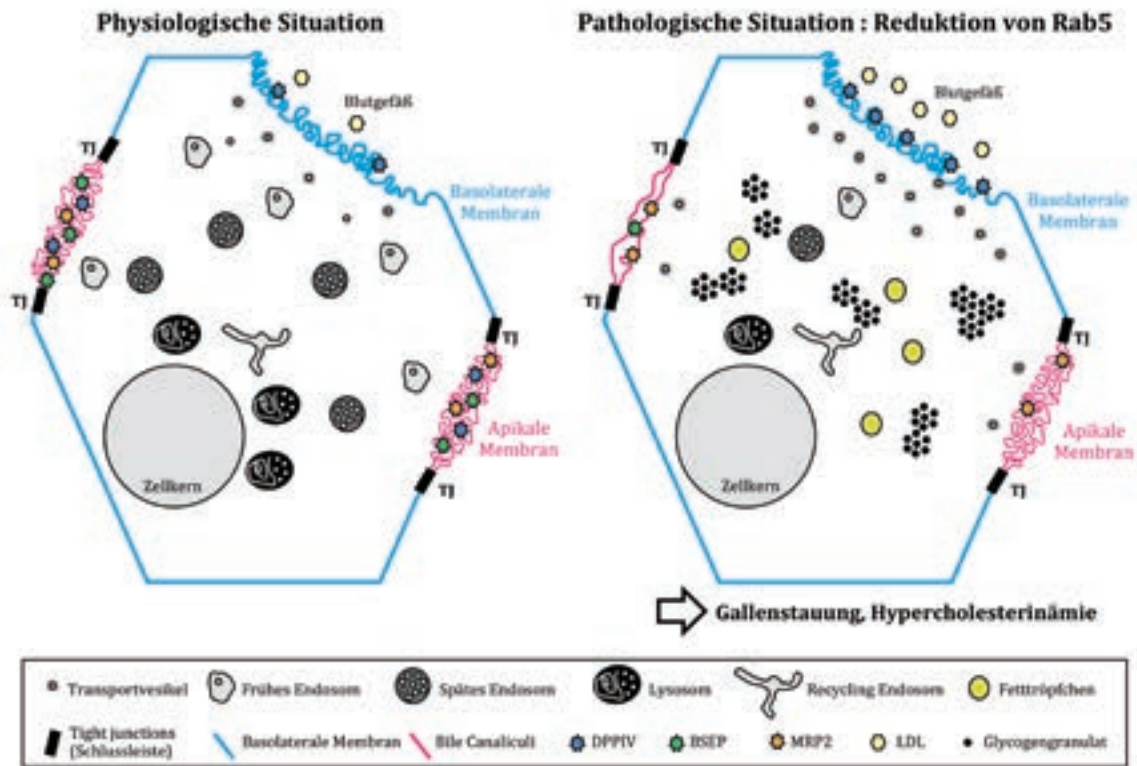 Physiologische Situation
Pathologische Situation : Reduktion von Rab5
Blutgefäß
TJ
Basolaterale
Membran
TJ
TJ
Apikale
Membran
TJ
Zellkern
Blutgefäß
TJ
Basolaterale
Membran
TJ
TJ
Apikale
Membran
TJ
Zellkern
Gallenstauung, Hypercholesterinämie
Transportvesikel
Frühes Endosom
Spätes Endosom
Lysosom
Recycling Endosom
Fetttröpfchen
Tight junctions
(Schlussleiste)
Basolaterale Membran
Bile Canaliculi
DPPIV
BSEP
MRP2
LDL
Glycogengranulat